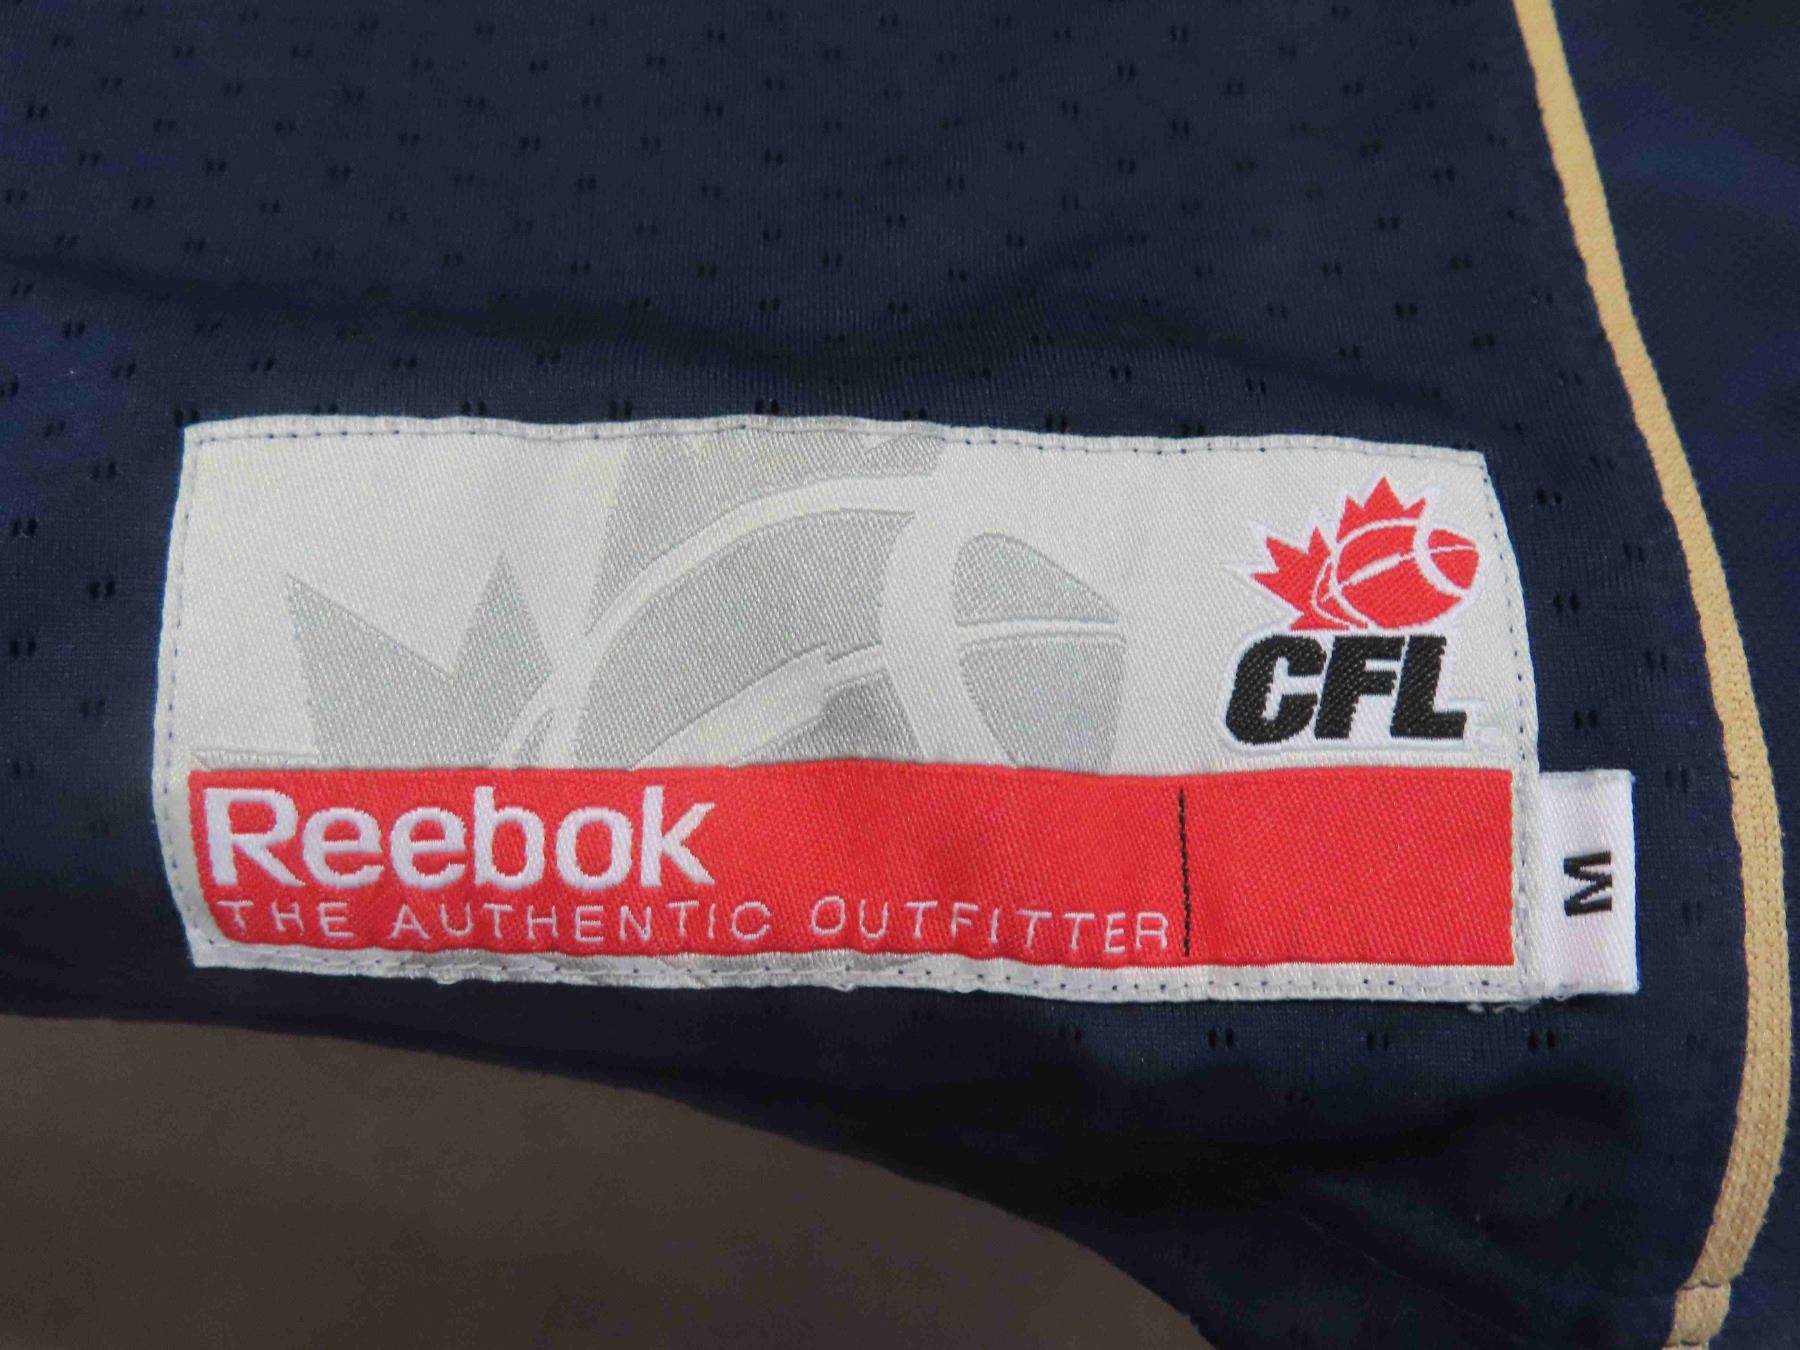 CFL
Reebok
THE AUTHENTIC OUTFITTER
M